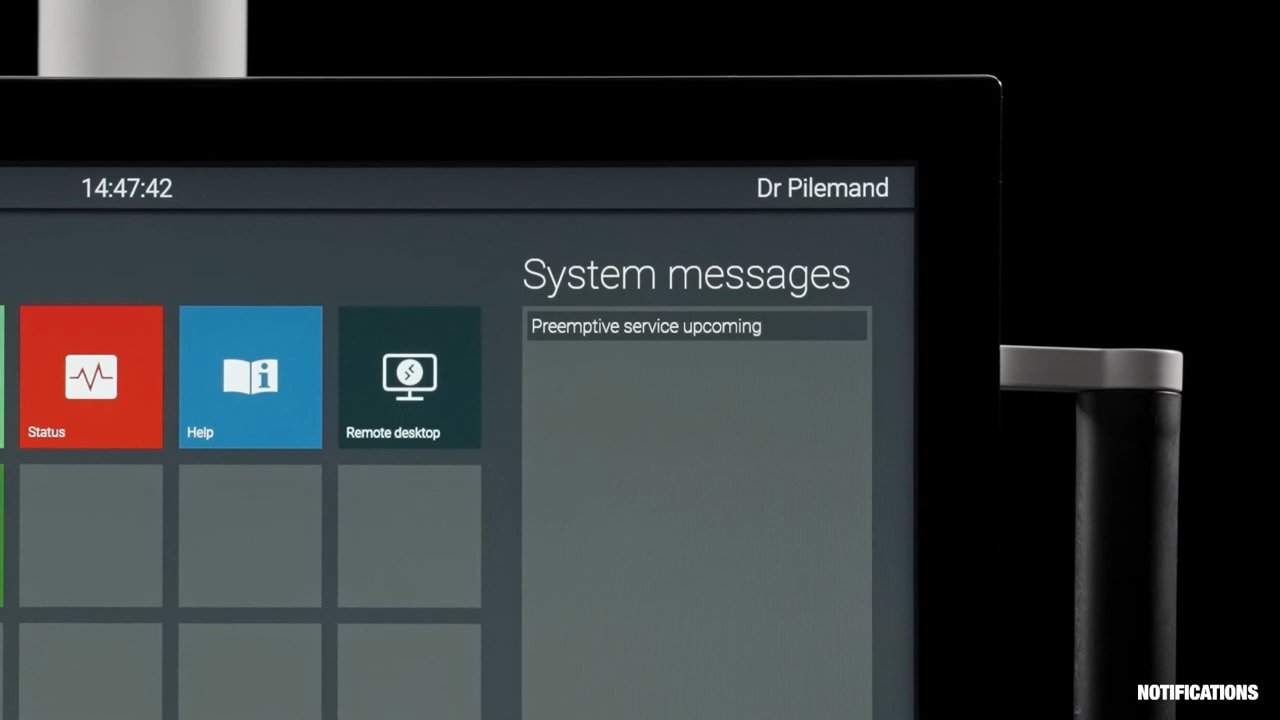 14:47:42
Dr Pilemand
System messages
Preemptive service upcoming
Status
Help
Remote desktop
NOTIFICATIONS